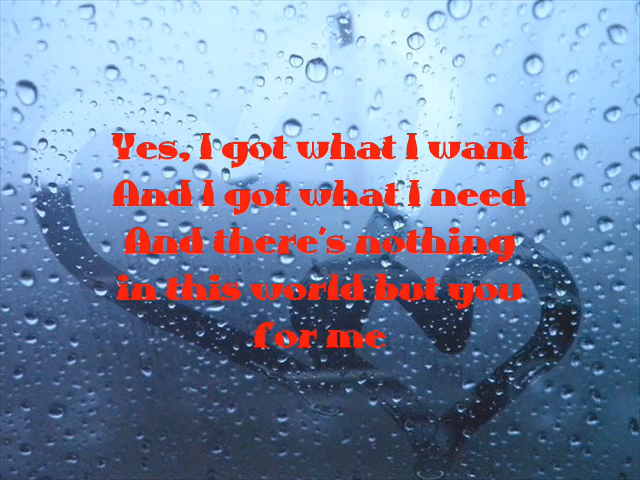 Yes, I got what I want
And I got what I need
And there's nothing
in this world but you
for me